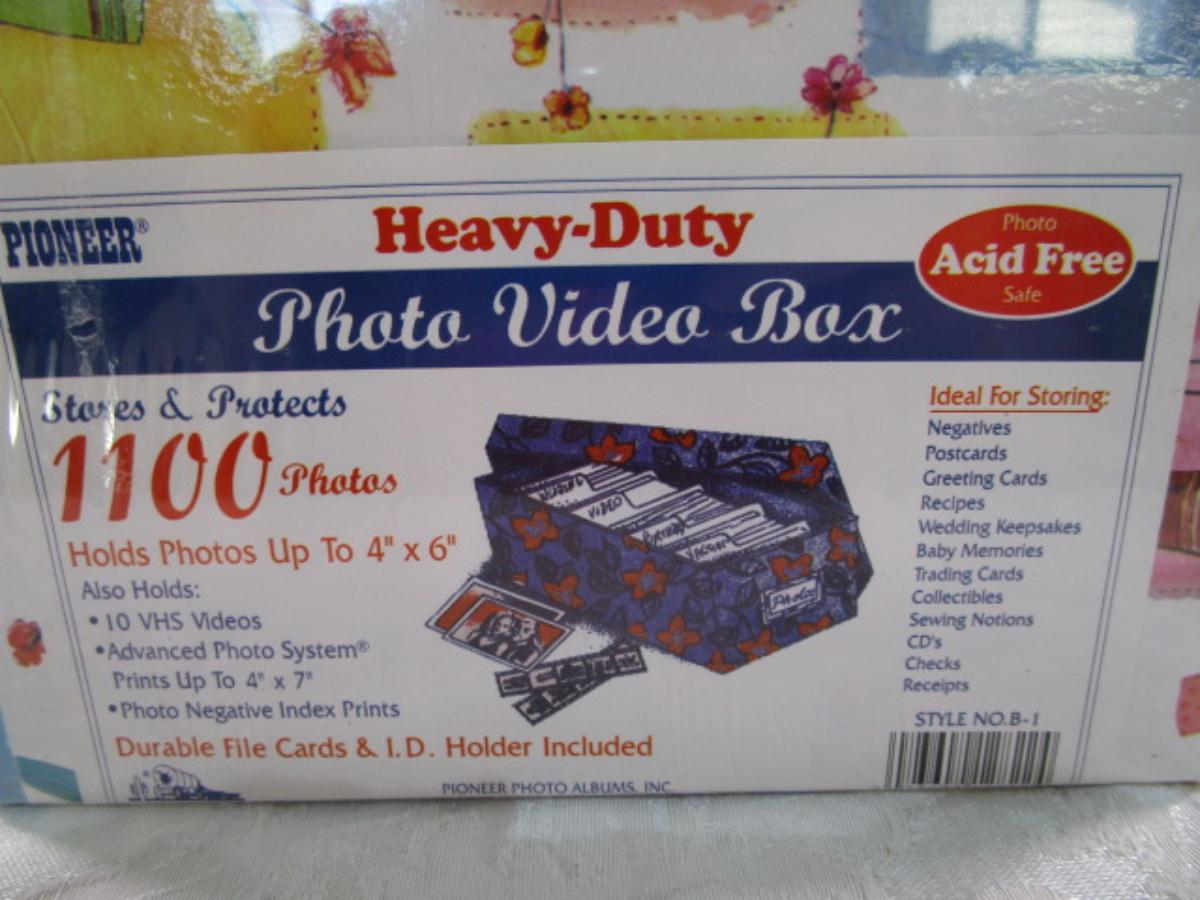 PIONEER®
Heavy-Duty
Photo
Acid Free
Safe
Photo Video Box
Stores & Protects
1100 Photos
Holds Photos Up To 4" x 6"
Also Holds:
• 10 VHS Videos
• Advanced Photo System®
Prints Up To 4" x 7"
• Photo Negative Index Prints
Durable File Cards & I.D. Holder Included
VIDEO
Ideal For Storing:
Negatives
Postcards
Greeting Cards
Recipes
Wedding Keepsakes
Baby Memories
Trading Cards
Collectibles
Sewing Notions
CD's
Checks
Receipts
STYLE NO.B-1
PIONEER PHOTO ALBUMS, INC.